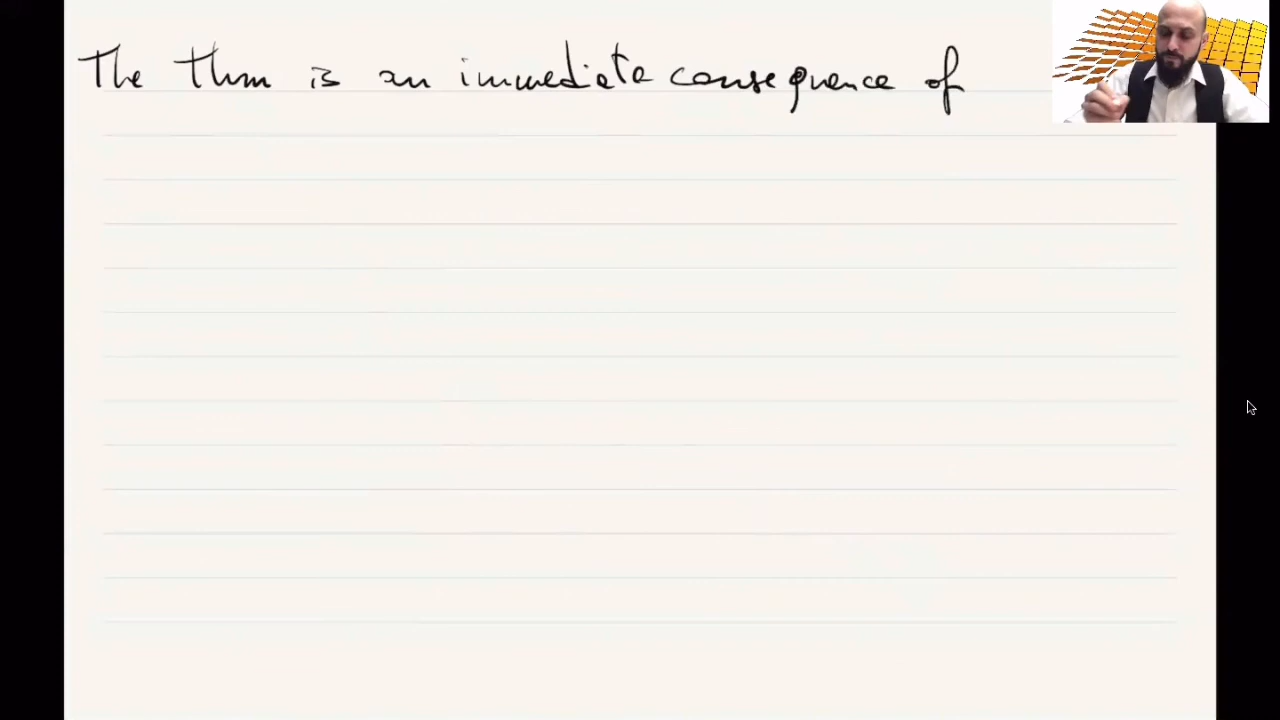 The Thm is an immediate consequence of